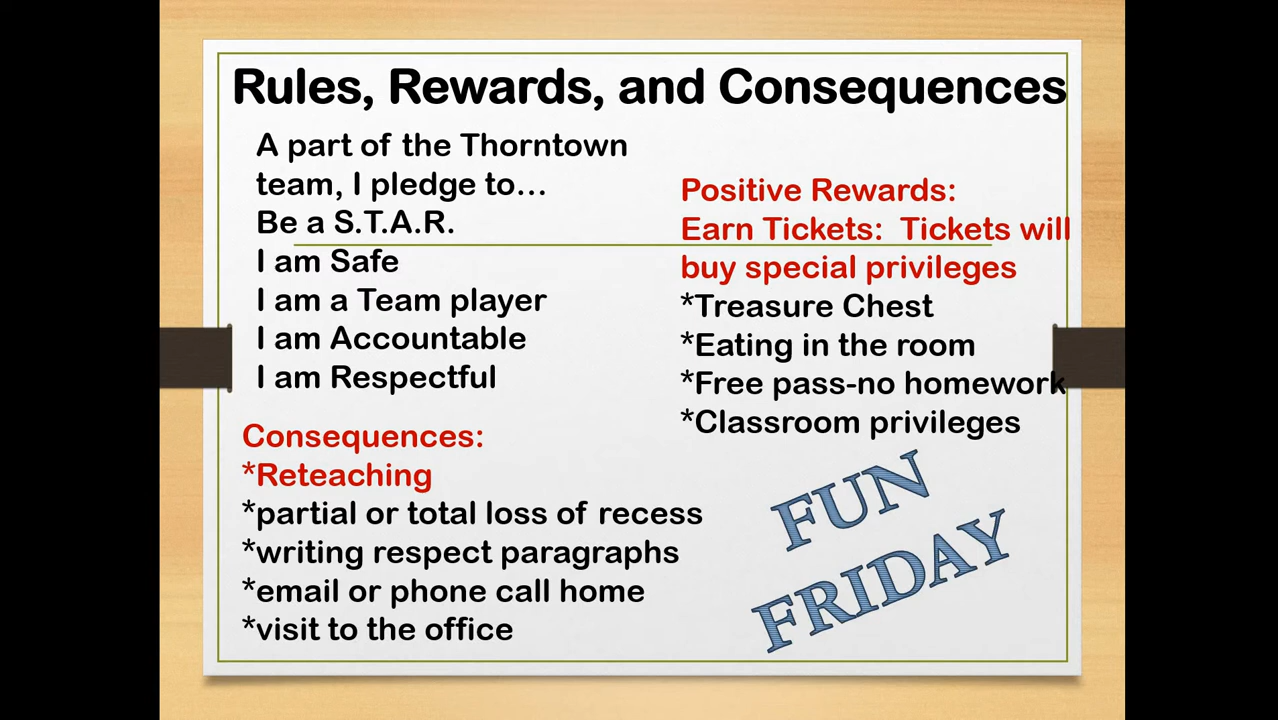 Rules, Rewards, and Consequences
A part of the Thorntown
team, I pledge to...
Be a S.T.A.R.
I am Safe
I am a Team player
I am Accountable
I am Respectful
Consequences:
*Reteaching
*partial or total loss of recess
*writing respect paragraphs
*email or phone call home
*visit to the office
Positive Rewards:
Earn Tickets:  Tickets will
buy special privileges
*Treasure Chest
*Eating in the room
*Free pass-no homework
*Classroom privileges
FUN
FRIDAY